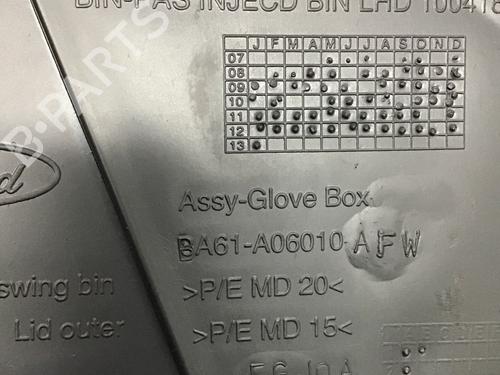 BIN-PAS INJECD BIN LHD 100418
J F M A M J J A S O N D
07
08
09
10
11
12
13
Assy-Glove Box
BA61-A06010-AFW
swing bin
>P/E MD 20<
Lid outer
>P/E MD 15<
B-PARTS